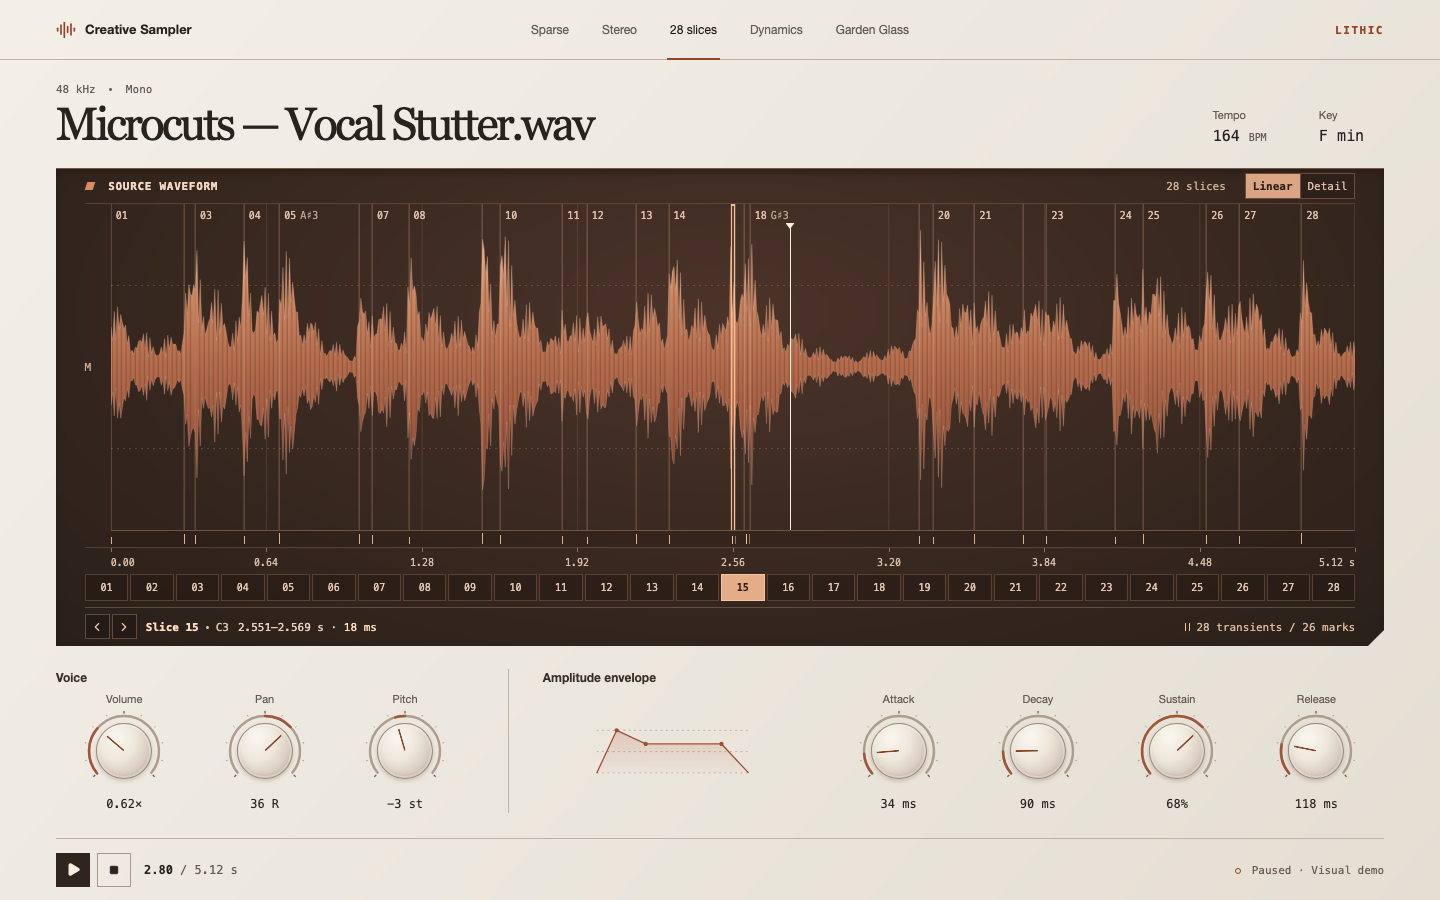 Creative Sampler Sparse Stereo 28 slices Dynamics Garden Glass LITHIC
48 kHz • Mono
Microcuts — Vocal Stutter.wav
Tempo Key
164 BPM F min
SOURCE WAVEFORM 28 slices Linear Detail
01 03 04 05 A♯3 07 08 10 11 12 13 14 18 G♯3 20 21 23 24 25 26 27 28
M
0.00 0.64 1.28 1.92 2.56 3.20 3.84 4.48 5.12 s
01 02 03 04 05 06 07 08 09 10 11 12 13 14 15 16 17 18 19 20 21 22 23 24 25 26 27 28
Slice 15 • C3 2.551–2.569 s · 18 ms 28 transients / 26 marks
Voice Amplitude envelope
Volume Pan Pitch Attack Decay Sustain Release
0.62× 36 R −3 st 34 ms 90 ms 68% 118 ms
2.80 / 5.12 s Paused · Visual demo